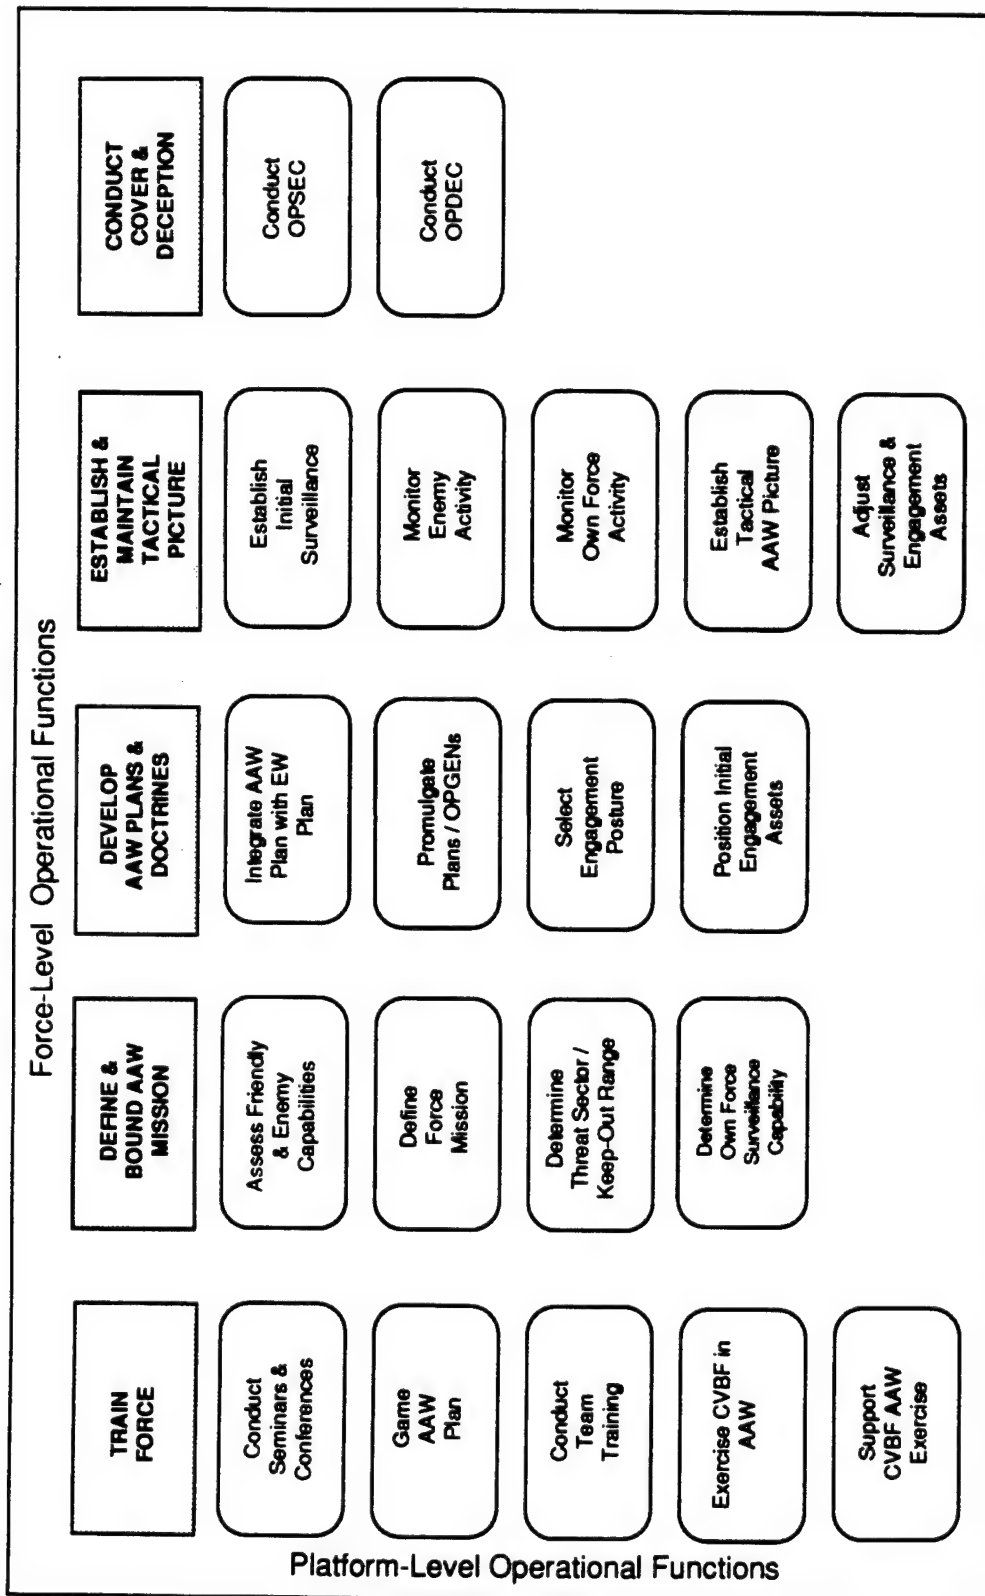 Force-Level Operational Functions
Platform-Level Operational Functions
TRAIN
FORCE
Conduct
Seminars &
Conferences
Game
AAW
Plan
Conduct
Team
Training
Exercise CVBF in
AAW
Support
CVBF AAW
Exercise
DEFINE &
BOUND AAW
MISSION
Assess Friendly
& Enemy
Capabilities
Define
Force
Mission
Determine
Threat Sector /
Keep-Out Range
Determine
Own Force
Surveillance
Capability
DEVELOP
AAW PLANS &
DOCTRINES
Integrate AAW
Plan with EW
Plan
Promulgate
Plans / OPGENs
Select
Engagement
Posture
Position Initial
Engagement
Assets
ESTABLISH &
MAINTAIN
TACTICAL
PICTURE
Establish
Initial
Surveillance
Monitor
Enemy
Activity
Monitor
Own Force
Activity
Establish
Tactical
AAW Picture
Adjust
Surveillance &
Engagement
Assets
CONDUCT
COVER &
DECEPTION
Conduct
OPSEC
Conduct
OPDEC